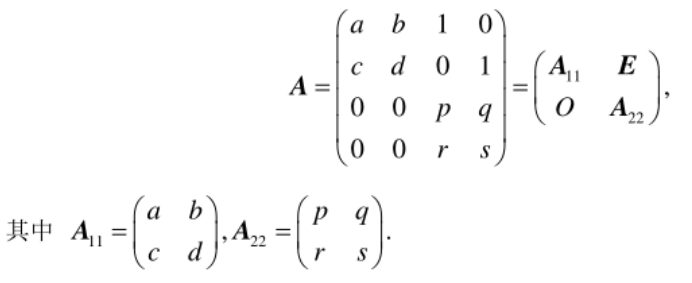 A = ( a b 1 0 ; c d 0 1 ; 0 0 p q ; 0 0 r s ) = ( A₁₁ E ; O A₂₂ ),
其中 A₁₁ = ( a b ; c d ), A₂₂ = ( p q ; r s ).